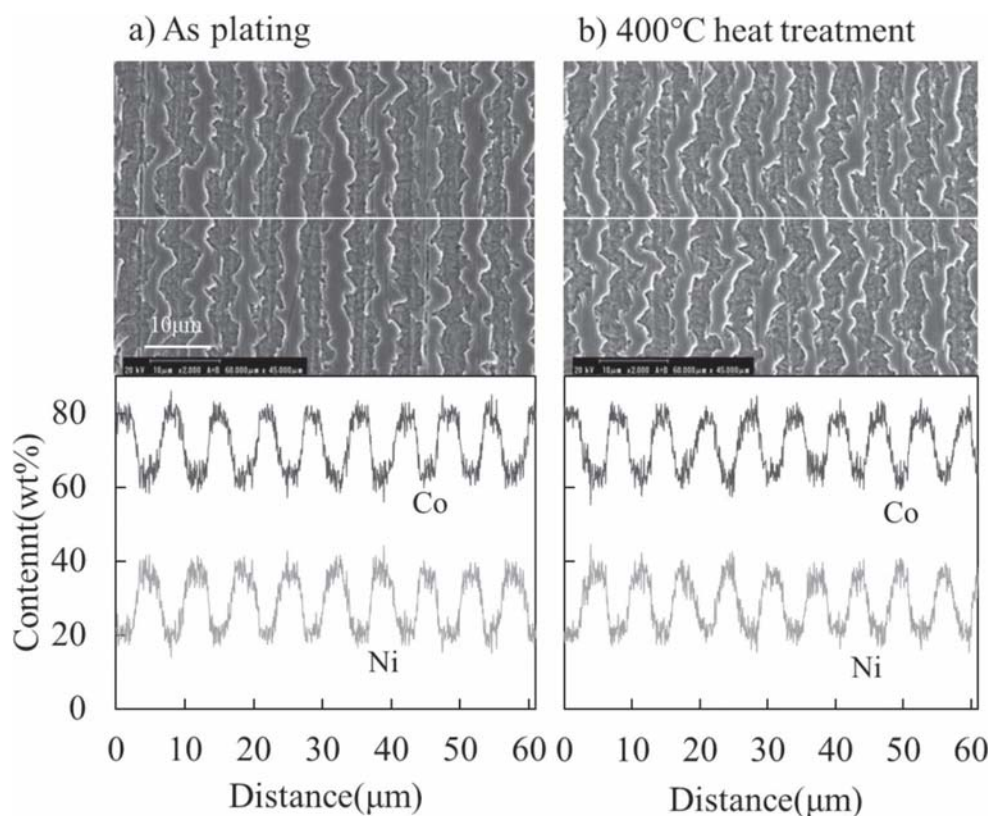 a) As plating
b) 400°C heat treatment
10μm
20 kV 10μm x2,000 A+B 60.000μm x 45.000μm
20 kV 10μm x2,000 A+B 60.000μm x 45.000μm
Contennt(wt%)
80
60
40
20
0
Co
Ni
Co
Ni
0 10 20 30 40 50 60
0 10 20 30 40 50 60
Distance(μm)
Distance(μm)